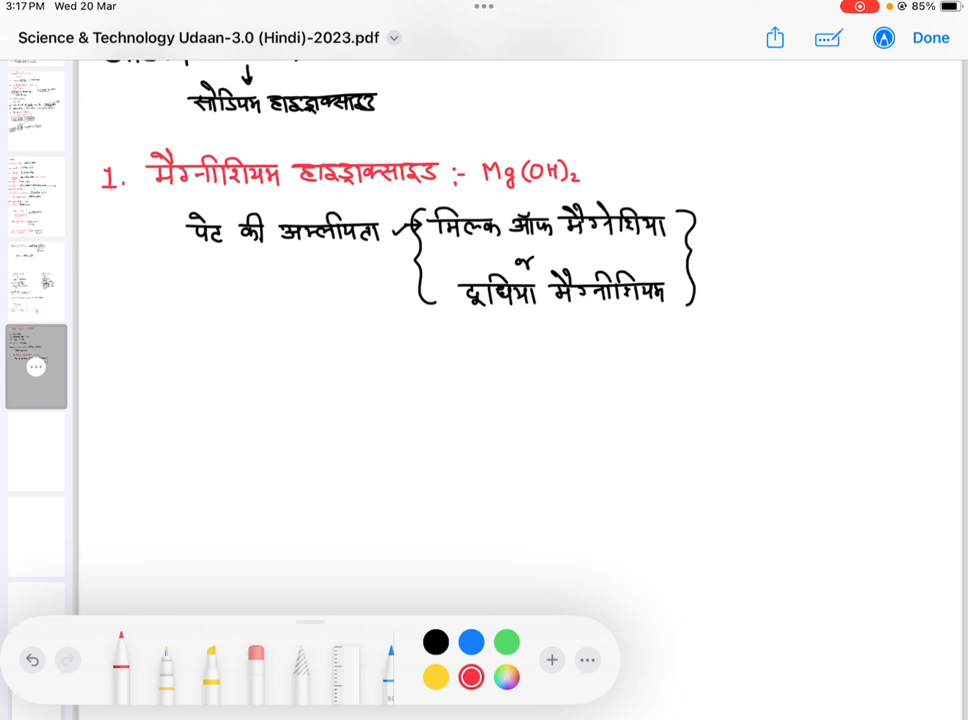 3:17 PM Wed 20 Mar
85%
Science & Technology Udaan-3.0 (Hindi)-2023.pdf
Done
सोडियम हाइड्राक्साइड
1. मैग्नीशियम हाइड्राक्साइड :- Mg(OH)2
पेट की अम्लीयता → { मिल्क ऑफ मैग्नेशिया
or
दूधिया मैग्नीशियम }